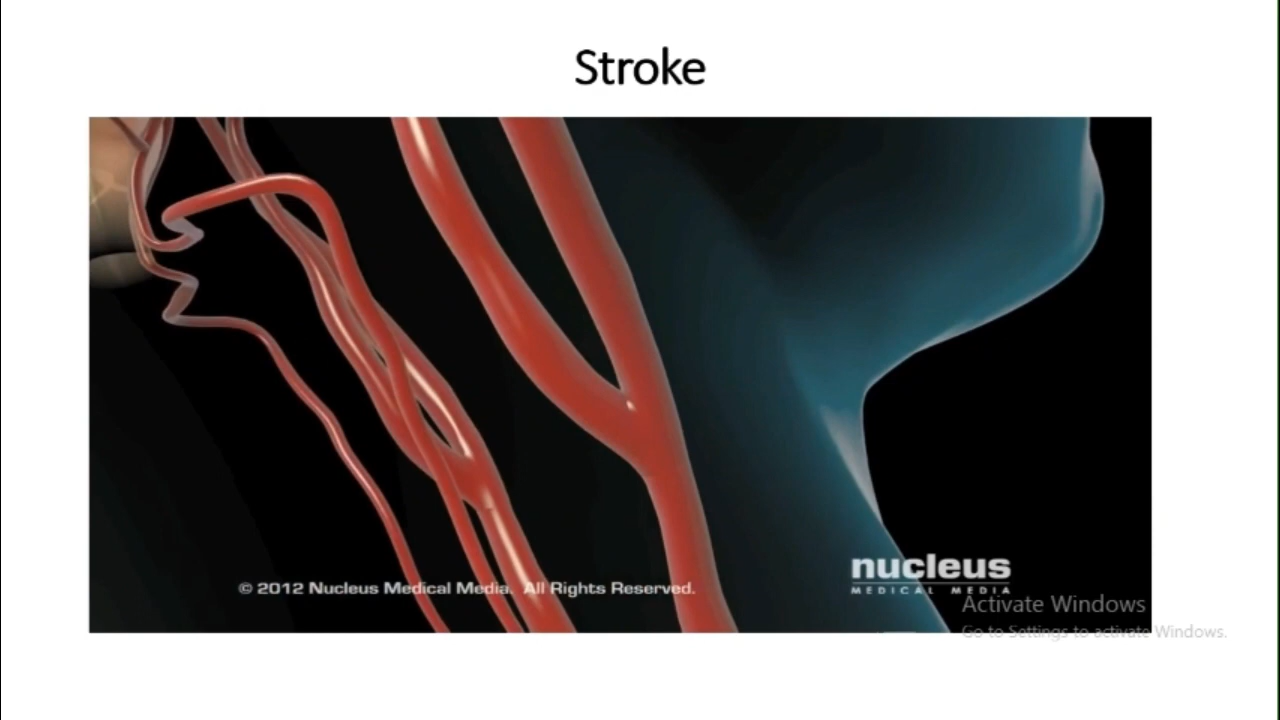 Stroke
© 2012 Nucleus Medical Media. All Rights Reserved.
nucleus
MEDICAL MEDIA
Activate Windows
Go to Settings to activate Windows.